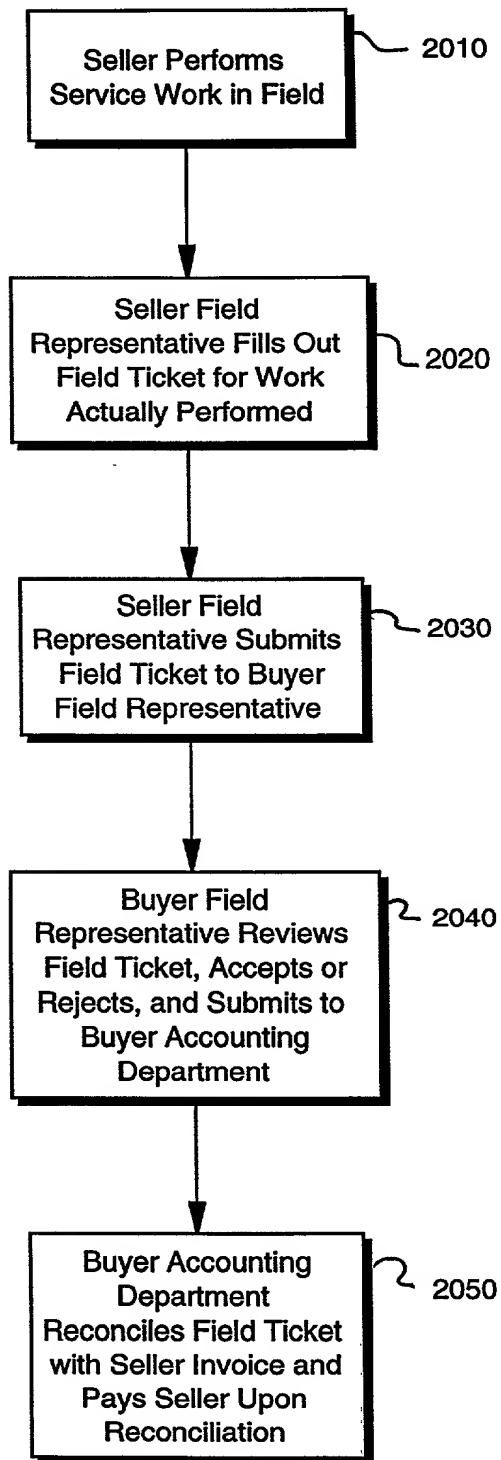 Seller Performs
Service Work in Field
2010
Seller Field
Representative Fills Out
Field Ticket for Work
Actually Performed
2020
Seller Field
Representative Submits
Field Ticket to Buyer
Field Representative
2030
Buyer Field
Representative Reviews
Field Ticket, Accepts or
Rejects, and Submits to
Buyer Accounting
Department
2040
Buyer Accounting
Department
Reconciles Field Ticket
with Seller Invoice and
Pays Seller Upon
Reconciliation
2050